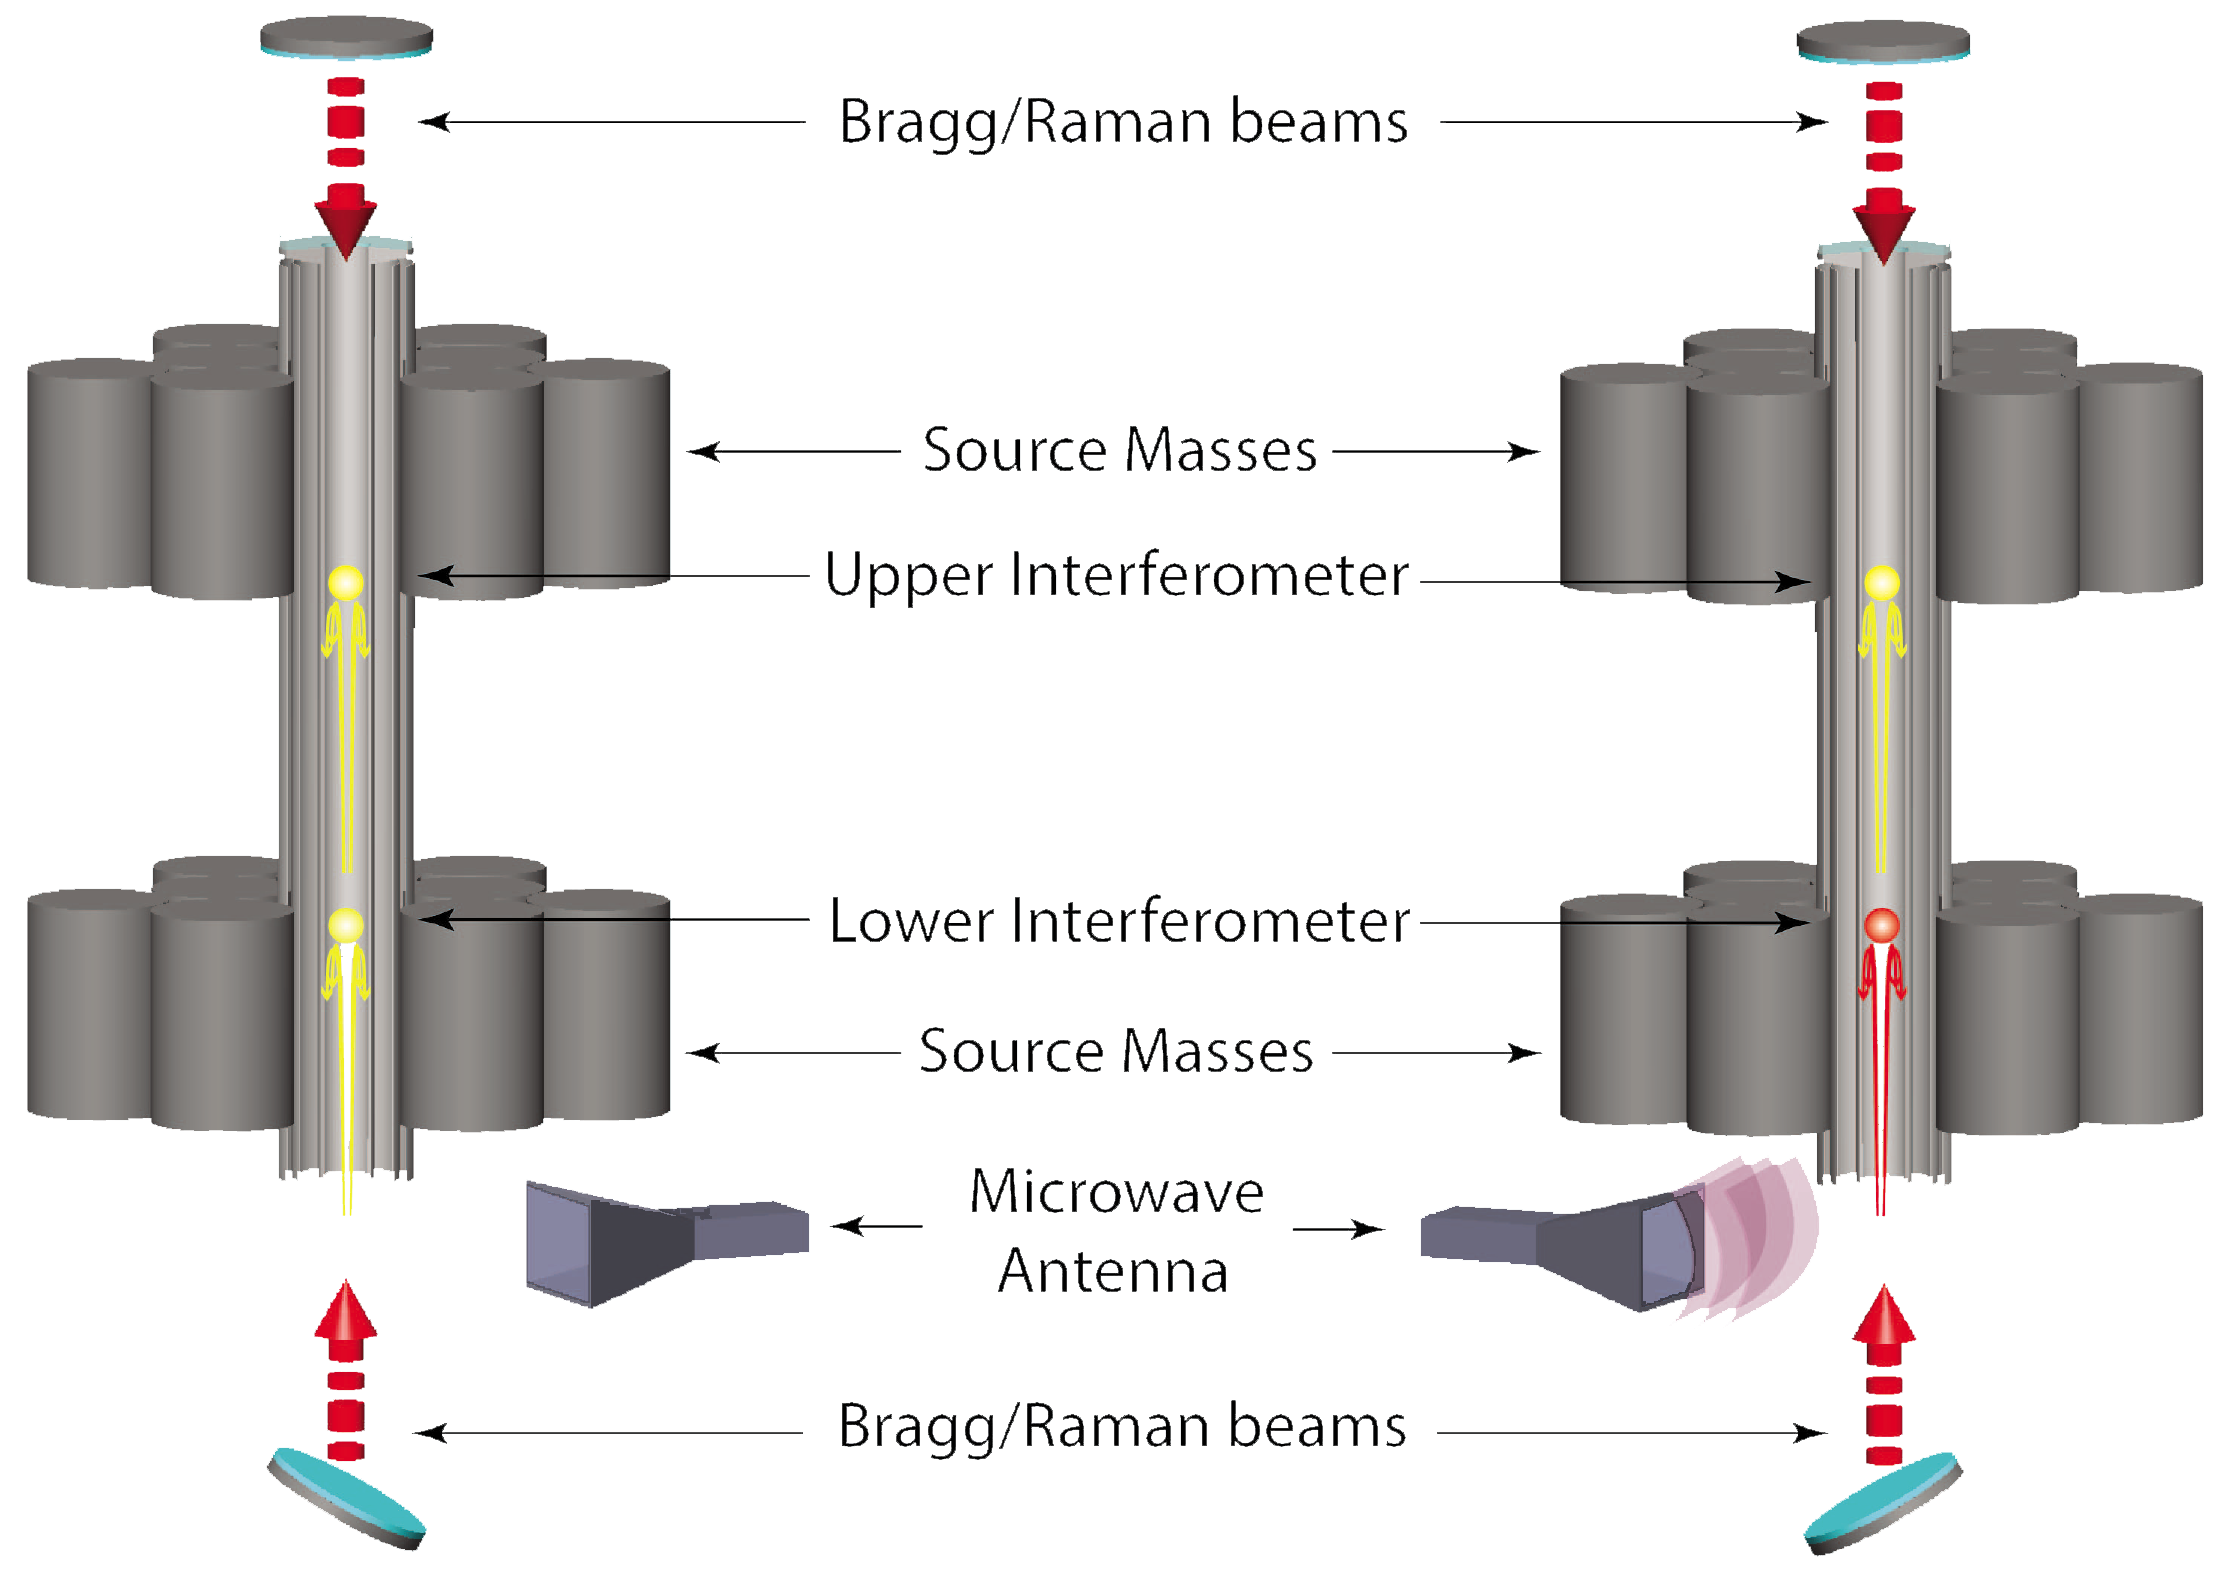 Bragg/Raman beams
Source Masses
Upper Interferometer
Lower Interferometer
Source Masses
Microwave
Antenna
Bragg/Raman beams